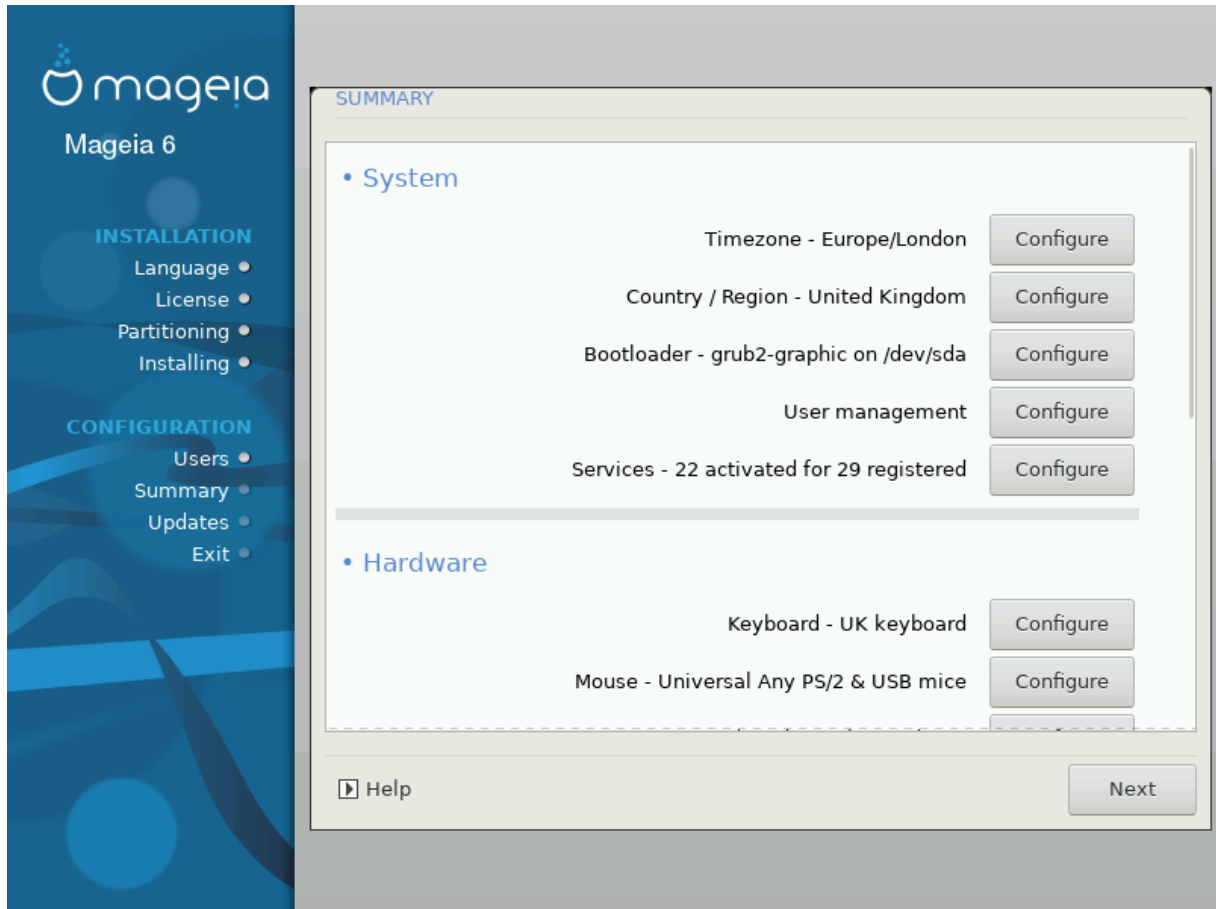 mageia
Mageia 6
INSTALLATION
Language
License
Partitioning
Installing
CONFIGURATION
Users
Summary
Updates
Exit
SUMMARY
• System
Timezone - Europe/London Configure
Country / Region - United Kingdom Configure
Bootloader - grub2-graphic on /dev/sda Configure
User management Configure
Services - 22 activated for 29 registered Configure
• Hardware
Keyboard - UK keyboard Configure
Mouse - Universal Any PS/2 & USB mice Configure
Help
Next